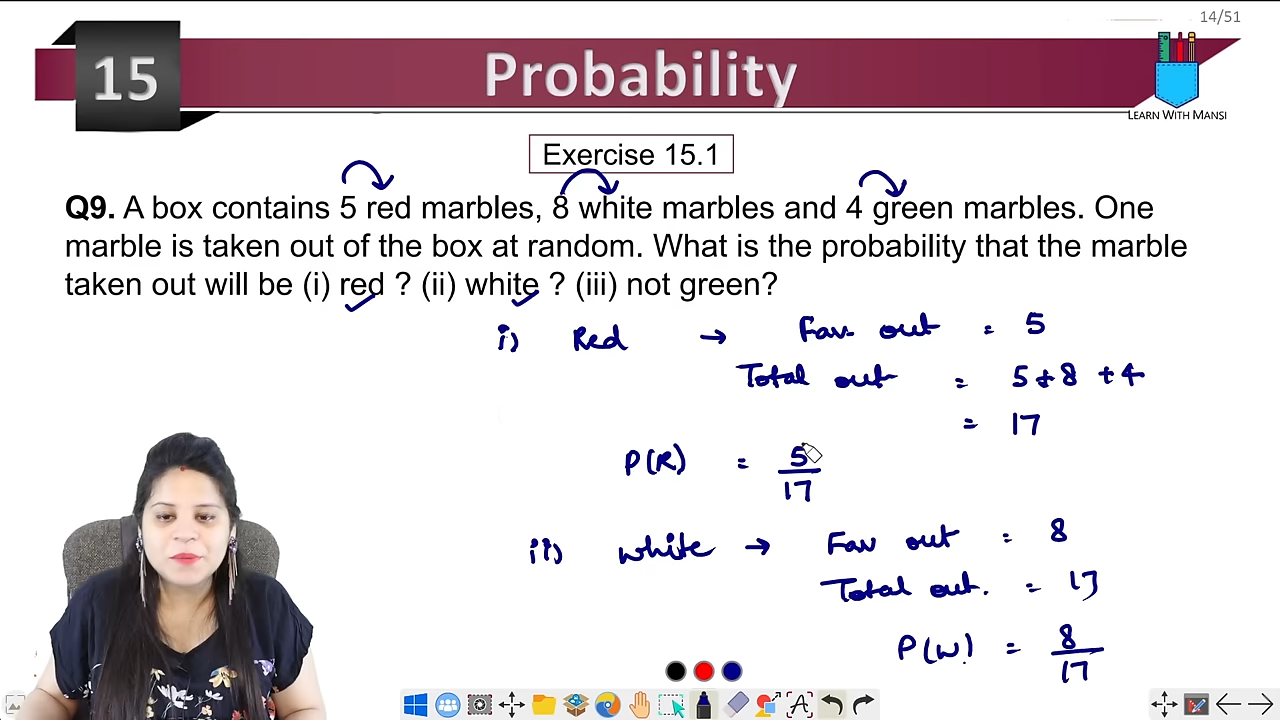 14/51
15
Probability
LEARN WITH MANSI
Exercise 15.1
Q9. A box contains 5 red marbles, 8 white marbles and 4 green marbles. One
marble is taken out of the box at random. What is the probability that the marble
taken out will be (i) red ? (ii) white ? (iii) not green?
i) Red → Fav. out = 5
Total out = 5+8 +4
= 17
P(R) = 5/17
ii) white → Fav out = 8
Total out. = 17
P(W) = 8/17